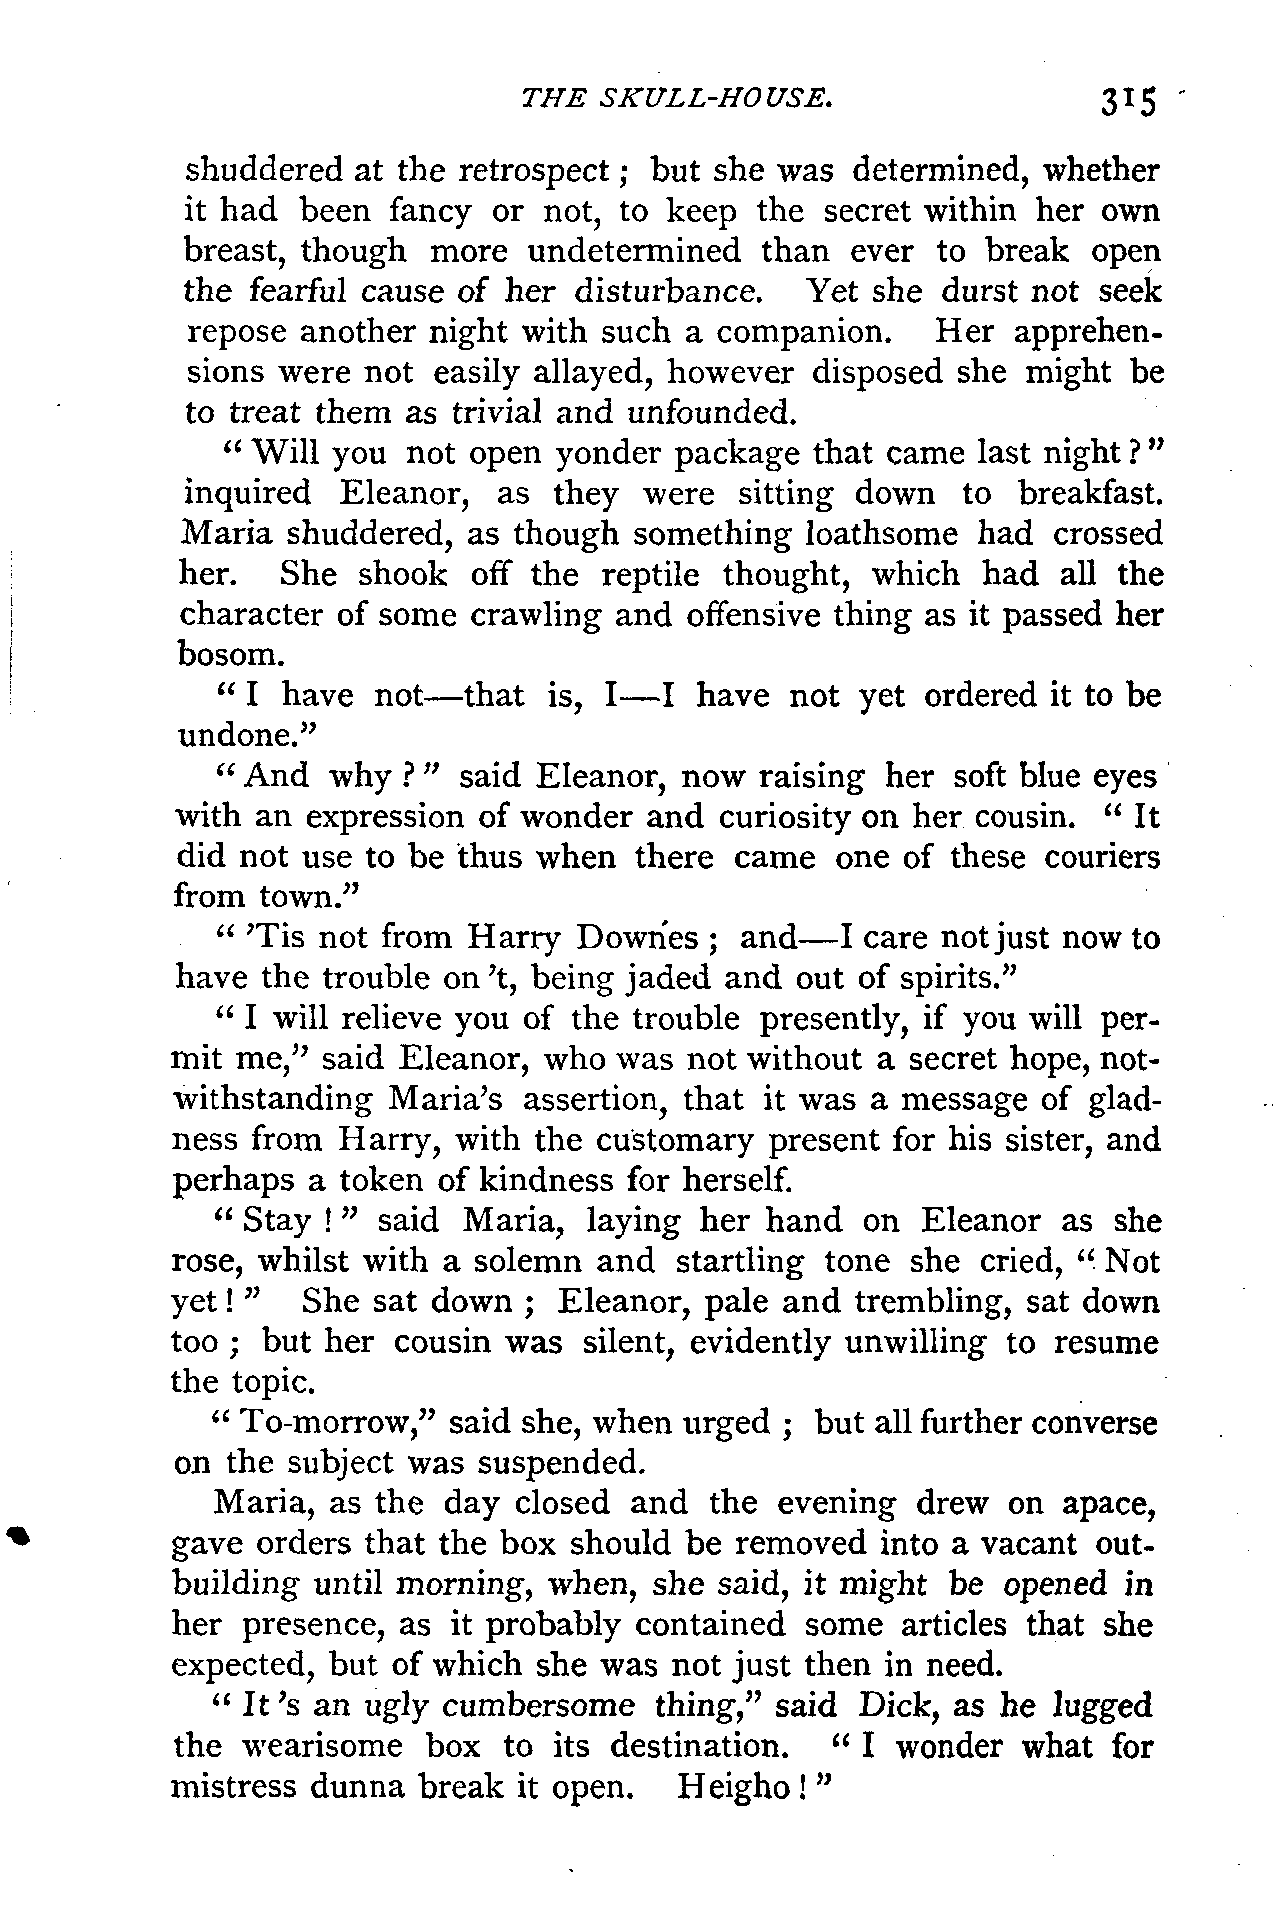 THE SKULL-HOUSE. 315
shuddered at the retrospect ; but she was determined, whether
it had been fancy or not, to keep the secret within her own
breast, though more undetermined than ever to break open
the fearful cause of her disturbance. Yet she durst not seek
repose another night with such a companion. Her apprehen-
sions were not easily allayed, however disposed she might be
to treat them as trivial and unfounded.
“ Will you not open yonder package that came last night ? ”
inquired Eleanor, as they were sitting down to breakfast.
Maria shuddered, as though something loathsome had crossed
her. She shook off the reptile thought, which had all the
character of some crawling and offensive thing as it passed her
bosom.
“ I have not—that is, I—I have not yet ordered it to be
undone.”
“ And why ? ” said Eleanor, now raising her soft blue eyes
with an expression of wonder and curiosity on her cousin. “ It
did not use to be thus when there came one of these couriers
from town.”
“ ’Tis not from Harry Downes ; and—I care not just now to
have the trouble on ’t, being jaded and out of spirits.”
“ I will relieve you of the trouble presently, if you will per-
mit me,” said Eleanor, who was not without a secret hope, not-
withstanding Maria’s assertion, that it was a message of glad-
ness from Harry, with the customary present for his sister, and
perhaps a token of kindness for herself.
“ Stay ! ” said Maria, laying her hand on Eleanor as she
rose, whilst with a solemn and startling tone she cried, “ Not
yet ! ” She sat down ; Eleanor, pale and trembling, sat down
too ; but her cousin was silent, evidently unwilling to resume
the topic.
“ To-morrow,” said she, when urged ; but all further converse
on the subject was suspended.
Maria, as the day closed and the evening drew on apace,
gave orders that the box should be removed into a vacant out-
building until morning, when, she said, it might be opened in
her presence, as it probably contained some articles that she
expected, but of which she was not just then in need.
“ It ’s an ugly cumbersome thing,” said Dick, as he lugged
the wearisome box to its destination. “ I wonder what for
mistress dunna break it open. Heigho ! ”